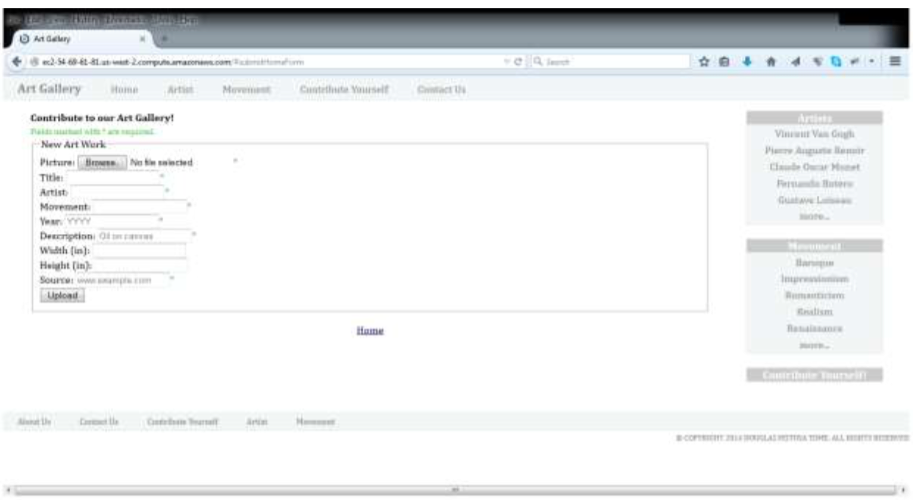 Art Gallery
ec2-54-69-61-81.us-west-2.compute.amazonaws.com/
Search
Art Gallery Home Artist Movement Contribute Yourself Contact Us
Contribute to our Art Gallery!
Fields marked with * are required.
New Art Work
Picture: Browse... No file selected *
Title: *
Artist: *
Movement: *
Year: YYYY *
Description: Oil on canvas *
Width (in):
Height (in):
Source: www.example.com *
Upload
Home
Artists
Vincent Van Gogh
Pierre Auguste Renoir
Claude Oscar Monet
Fernando Botero
Gustave Loiseau
more...
Movement
Baroque
Impressionism
Romanticism
Realism
Renaissance
more...
Contribute Yourself!
About Us Contact Us Contribute Yourself Artist Movement
© COPYRIGHT 2014 DOUGLAS TOME. ALL RIGHTS RESERVED